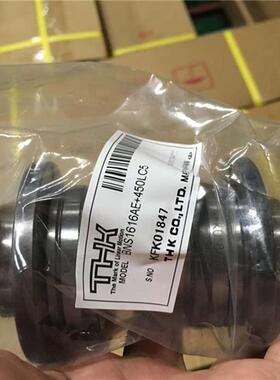 THK
The Mark of Linear Motion
MODEL BNS1616AE+450LC5
S.NO KFK01847
THK CO., LTD.